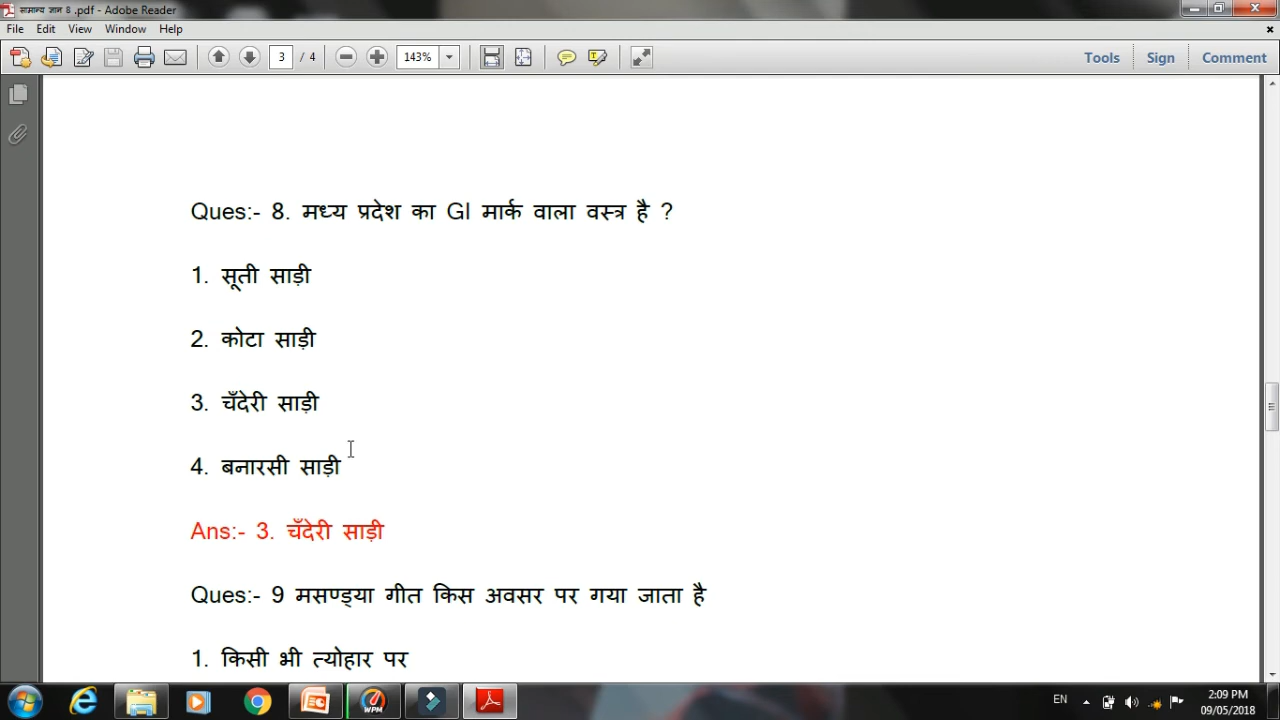 सामान्य ज्ञान 8 .pdf - Adobe Reader
File Edit View Window Help
3 / 4 143% Tools Sign Comment
Ques:- 8. मध्य प्रदेश का GI मार्क वाला वस्त्र है ?
1. सूती साड़ी
2. कोटा साड़ी
3. चँदेरी साड़ी
4. बनारसी साड़ी
Ans:- 3. चँदेरी साड़ी
Ques:- 9 मसण्ड्या गीत किस अवसर पर गया जाता है
1. किसी भी त्योहार पर
WPM
EN
2:09 PM
09/05/2018